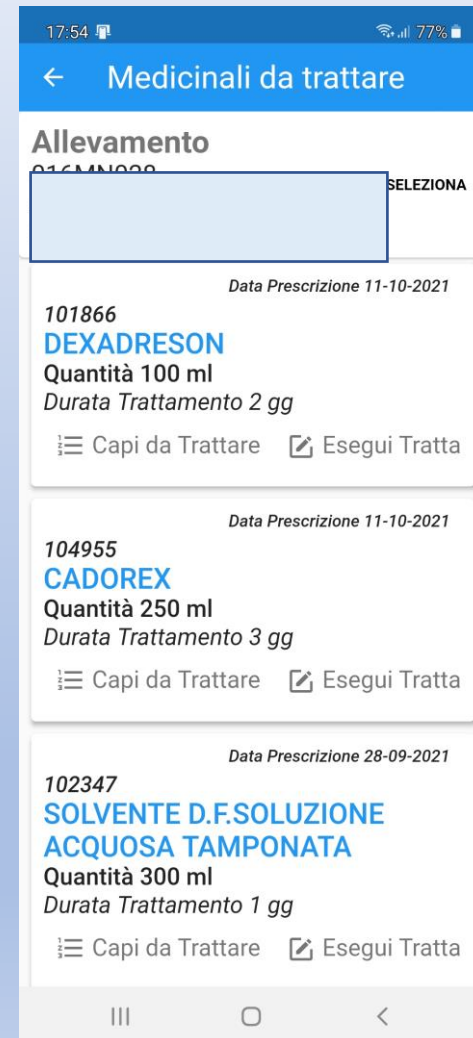 17:54
77%
Medicinali da trattare
Allevamento
SELEZIONA
Data Prescrizione 11-10-2021
101866
DEXADRESON
Quantità 100 ml
Durata Trattamento 2 gg
Capi da Trattare Esegui Tratta
Data Prescrizione 11-10-2021
104955
CADOREX
Quantità 250 ml
Durata Trattamento 3 gg
Capi da Trattare Esegui Tratta
Data Prescrizione 28-09-2021
102347
SOLVENTE D.F.SOLUZIONE
ACQUOSA TAMPONATA
Quantità 300 ml
Durata Trattamento 1 gg
Capi da Trattare Esegui Tratta